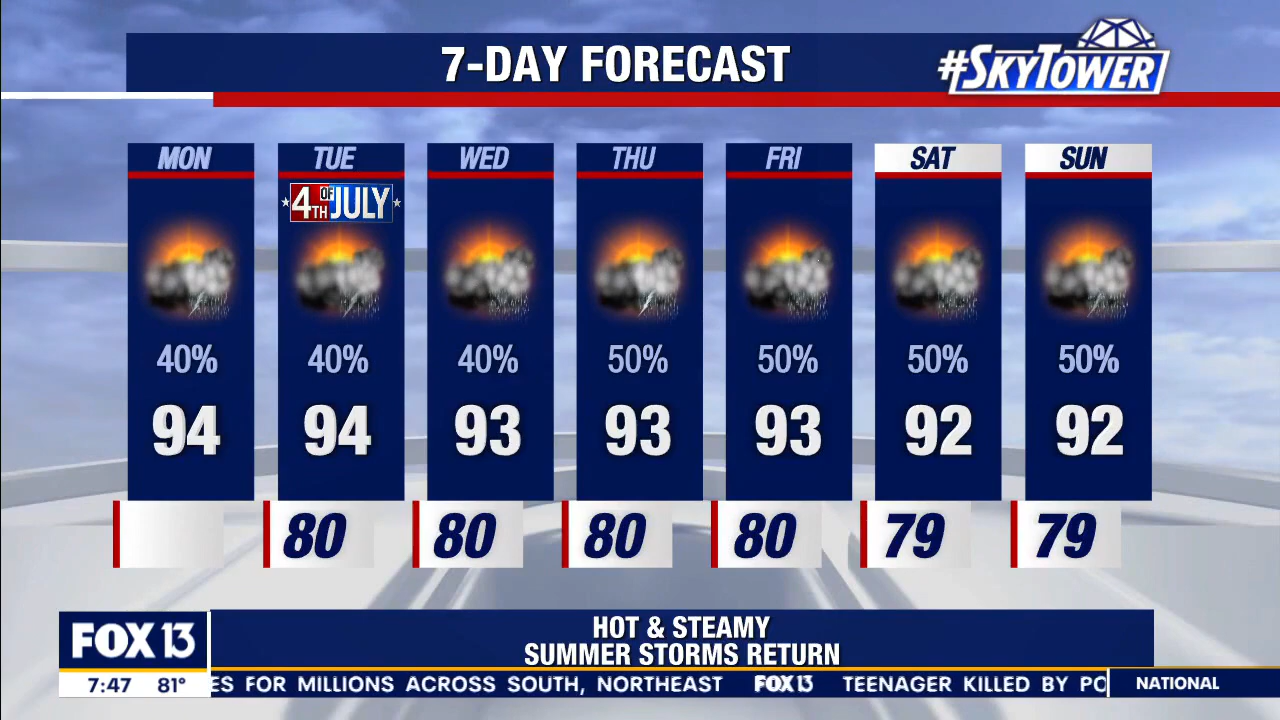 7-DAY FORECAST
#SKYTOWER
MON
TUE
WED
THU
FRI
SAT
SUN
4TH OF JULY
40%
40%
40%
50%
50%
50%
50%
94
94
93
93
93
92
92
80
80
80
80
79
79
HOT & STEAMY
SUMMER STORMS RETURN
FOX 13
7:47 81°
ES FOR MILLIONS ACROSS SOUTH, NORTHEAST FOX 13 TEENAGER KILLED BY PO
NATIONAL